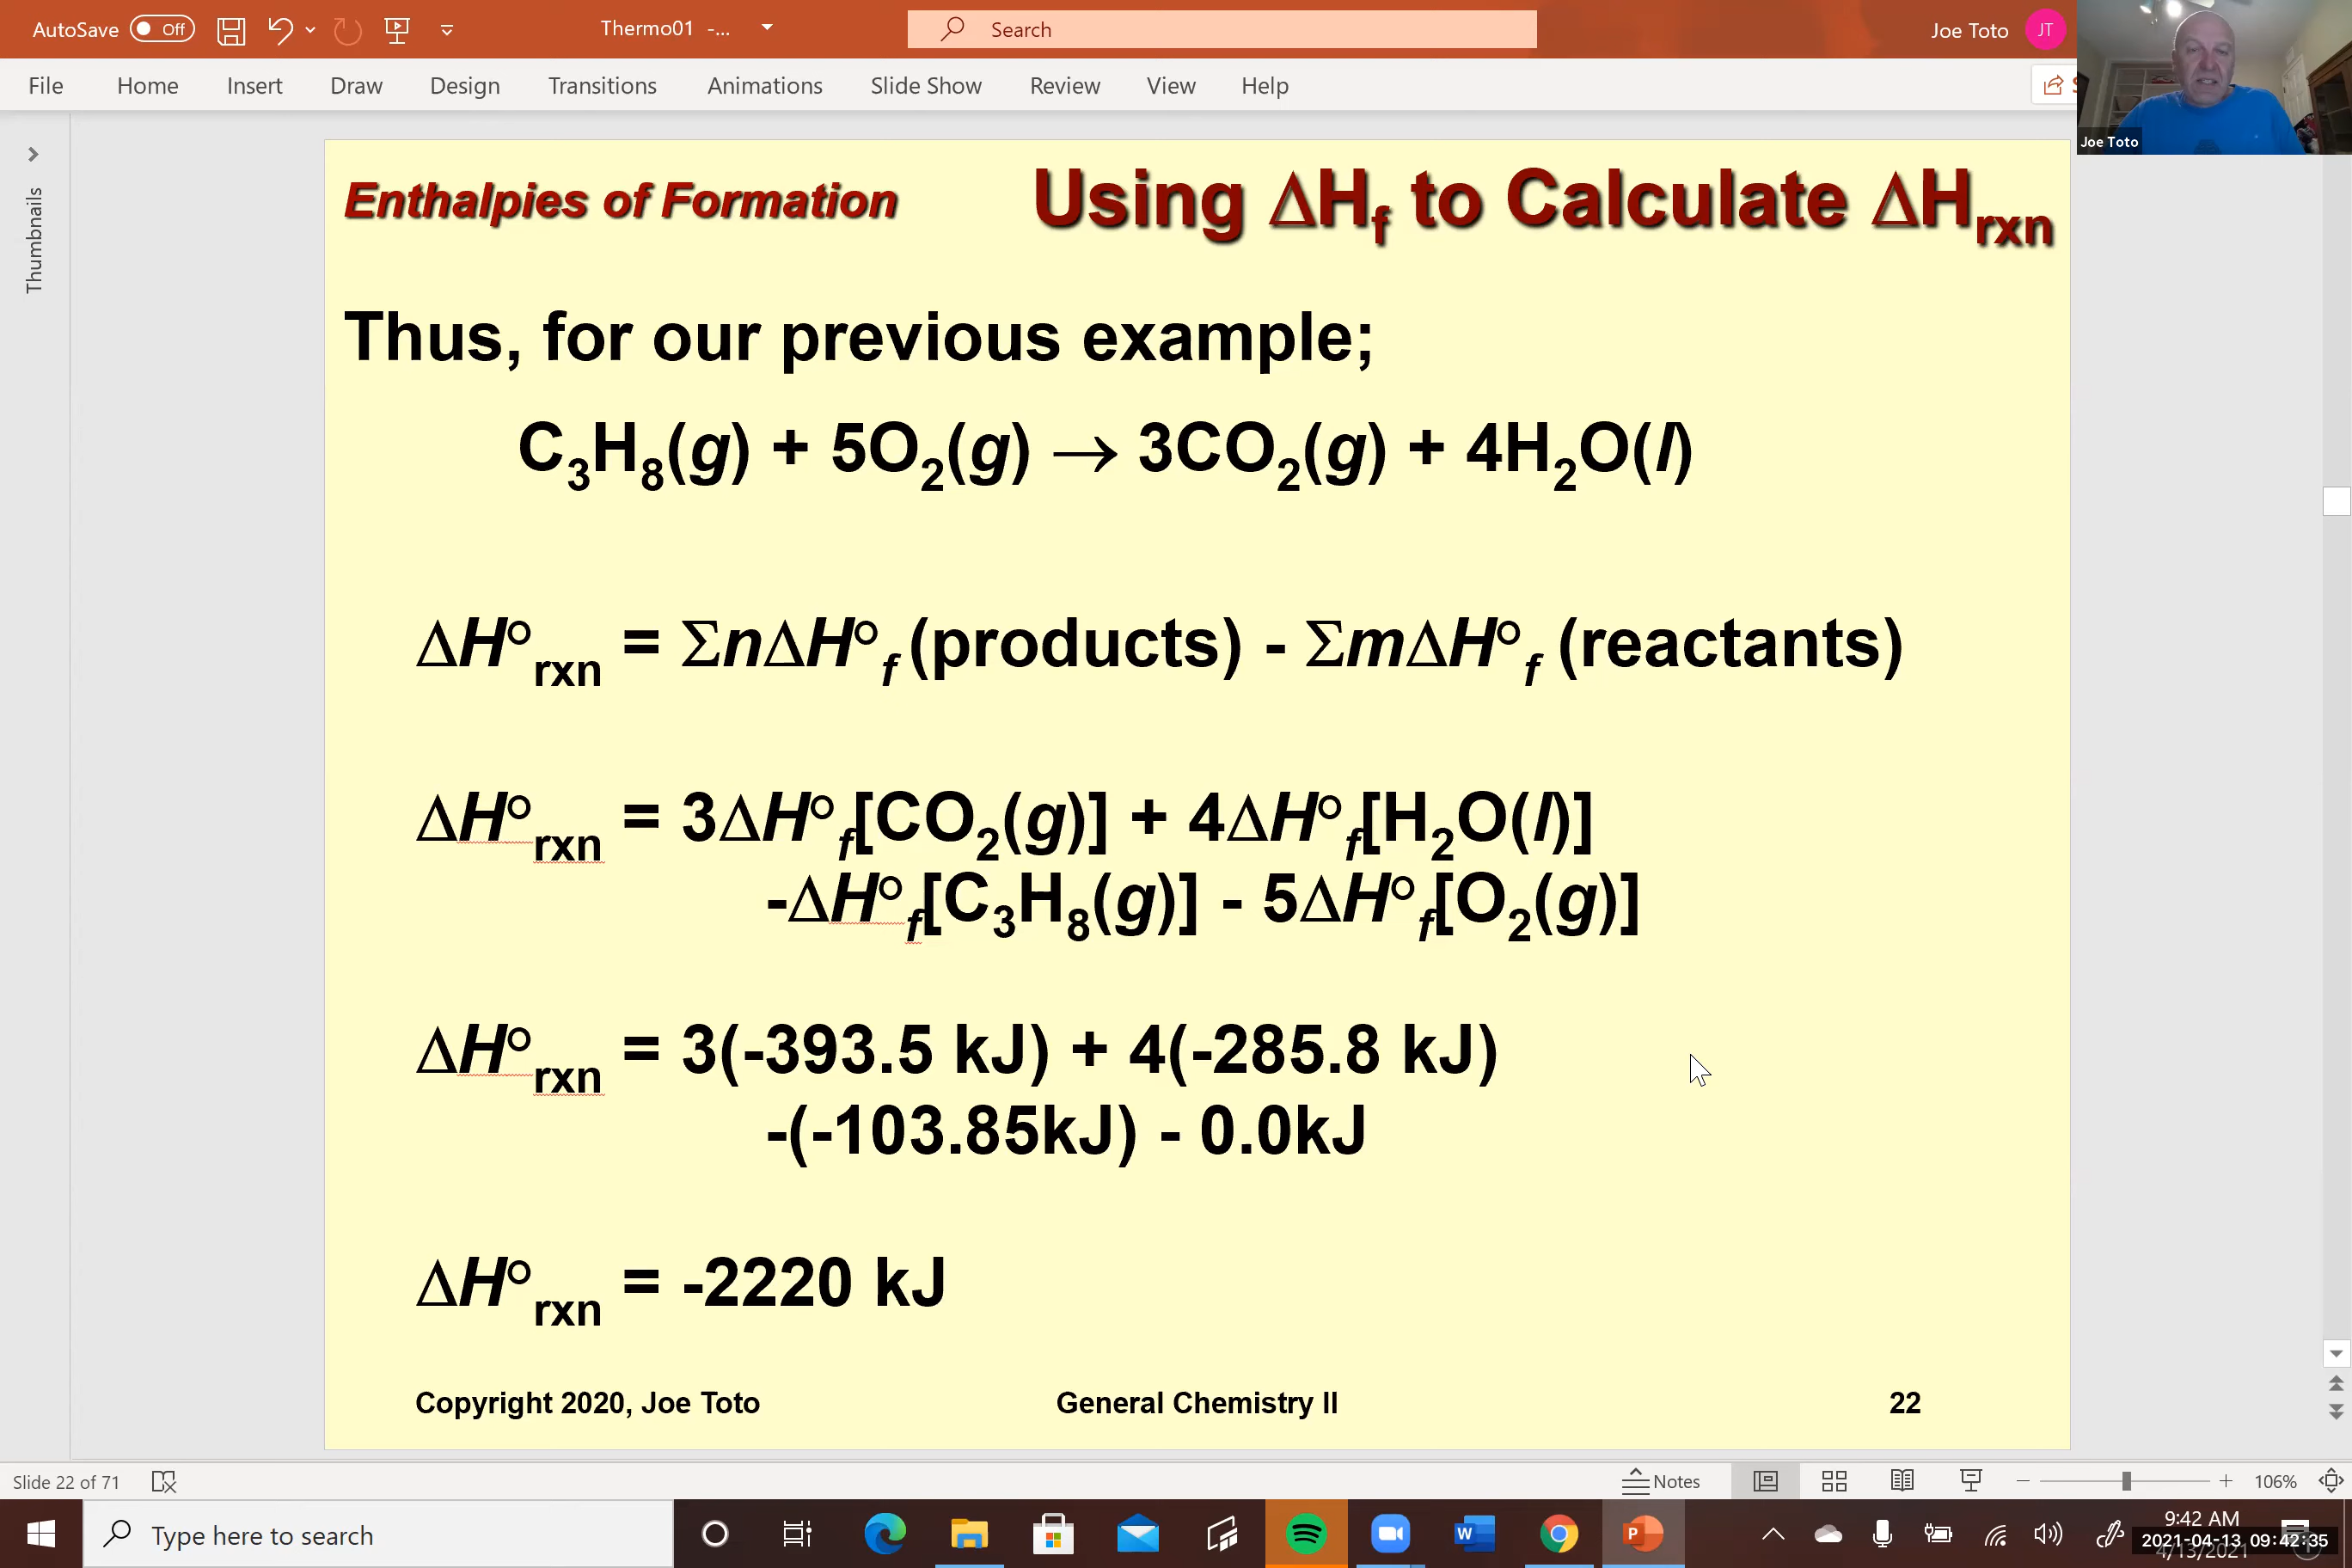 AutoSave Off Thermo01 -... Search Joe Toto JT
File Home Insert Draw Design Transitions Animations Slide Show Review View Help
Joe Toto
Thumbnails
Enthalpies of Formation Using ΔHf to Calculate ΔHrxn
Thus, for our previous example;
C₃H₈(g) + 5O₂(g) → 3CO₂(g) + 4H₂O(l)
ΔH°rxn = ΣnΔH°f (products) - ΣmΔH°f (reactants)
ΔH°rxn = 3ΔH°f[CO₂(g)] + 4ΔH°f[H₂O(l)]
-ΔH°f[C₃H₈(g)] - 5ΔH°f[O₂(g)]
ΔH°rxn = 3(-393.5 kJ) + 4(-285.8 kJ)
-(-103.85kJ) - 0.0kJ
ΔH°rxn = -2220 kJ
Copyright 2020, Joe Toto General Chemistry II 22
Slide 22 of 71 Notes 106%
Type here to search W P 9:42 AM
2021-04-13 09:42:35
4/13/2021